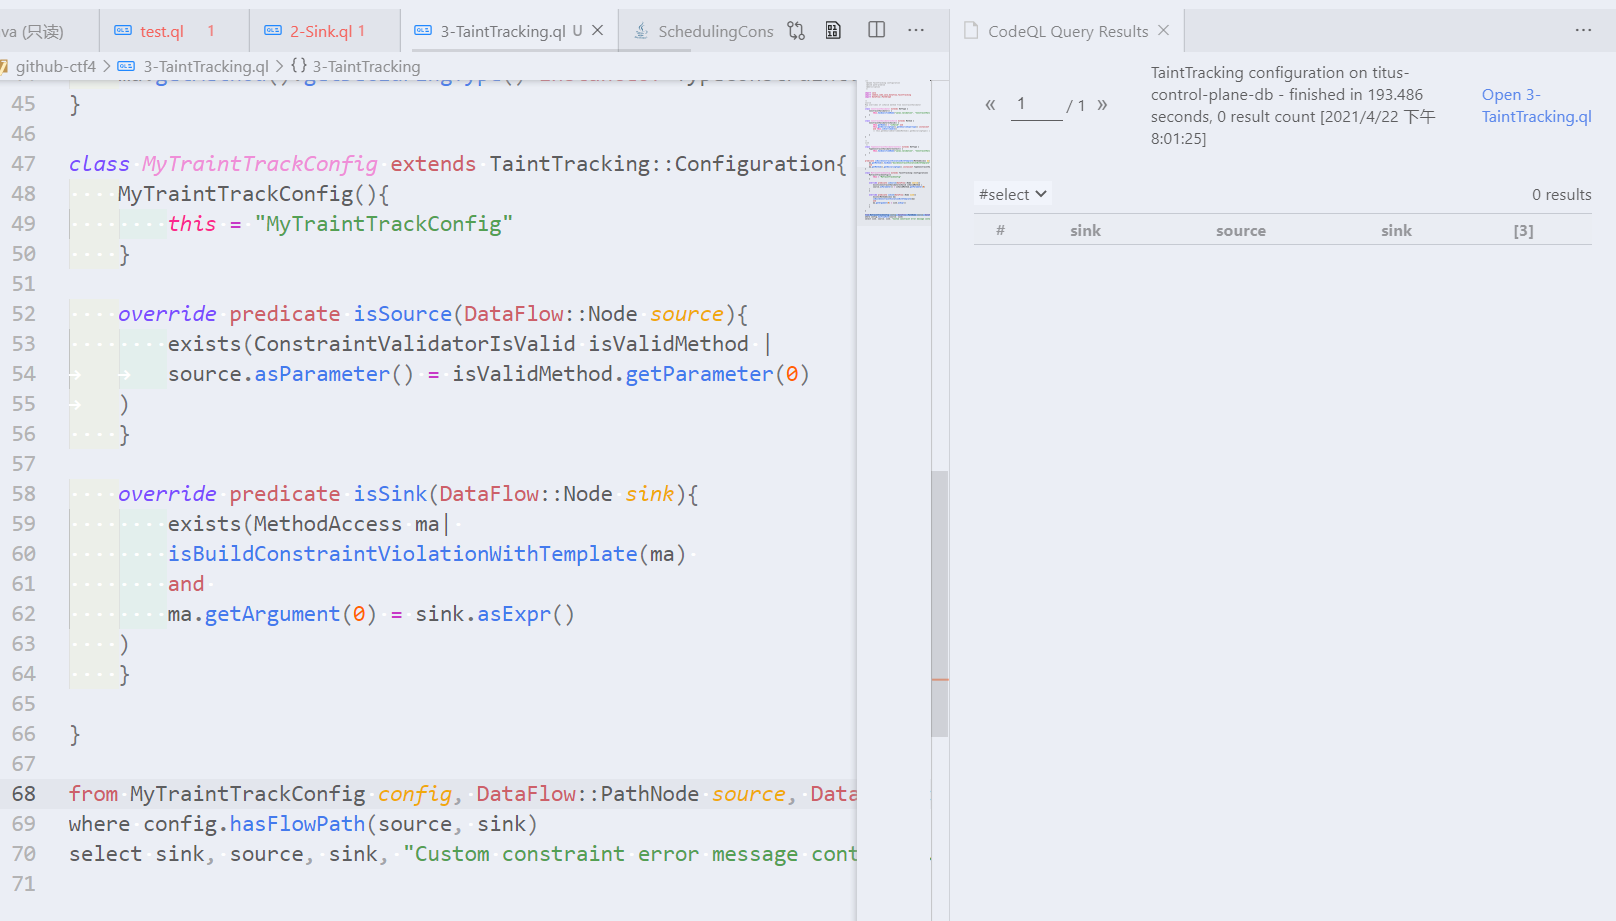 va (只读)
test.ql 1
2-Sink.ql 1
3-TaintTracking.ql U
SchedulingCons
CodeQL Query Results
github-ctf4 > 3-TaintTracking.ql > {} 3-TaintTracking
45 }
46
47 class MyTraintTrackConfig extends TaintTracking::Configuration{
48 MyTraintTrackConfig(){
49 this = "MyTraintTrackConfig"
50 }
51
52 override predicate isSource(DataFlow::Node source){
53 exists(ConstraintValidatorIsValid isValidMethod |
54 source.asParameter() = isValidMethod.getParameter(0)
55 )
56 }
57
58 override predicate isSink(DataFlow::Node sink){
59 exists(MethodAccess ma|
60 isBuildConstraintViolationWithTemplate(ma)
61 and
62 ma.getArgument(0) = sink.asExpr()
63 )
64 }
65
66 }
67
68 from MyTraintTrackConfig config, DataFlow::PathNode source, Data
69 where config.hasFlowPath(source, sink)
70 select sink, source, sink, "Custom constraint error message cont
71
« 1 / 1 »
TaintTracking configuration on titus-
control-plane-db - finished in 193.486
seconds, 0 result count [2021/4/22 下午
8:01:25]
Open 3-
TaintTracking.ql
#select
0 results
# sink source sink [3]